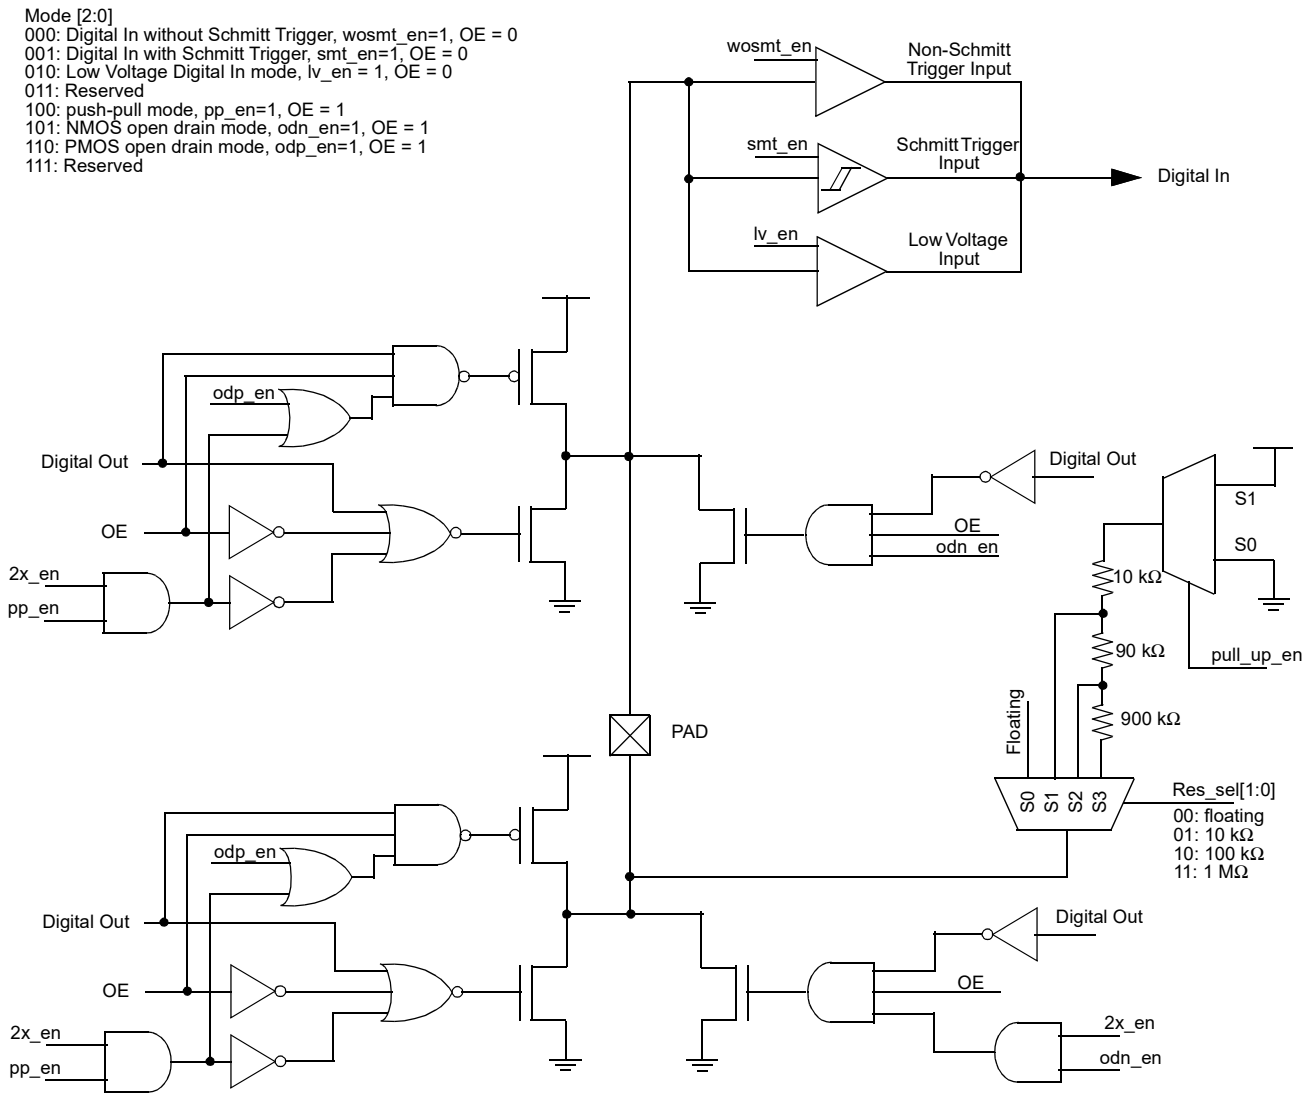 Mode [2:0]
000: Digital In without Schmitt Trigger, wosmt_en=1, OE = 0
001: Digital In with Schmitt Trigger, smt_en=1, OE = 0
010: Low Voltage Digital In mode, lv_en = 1, OE = 0
011: Reserved
100: push-pull mode, pp_en=1, OE = 1
101: NMOS open drain mode, odn_en=1, OE = 1
110: PMOS open drain mode, odp_en=1, OE = 1
111: Reserved
wosmt_en
Non-Schmitt
Trigger Input
smt_en
Schmitt Trigger
Input
Digital In
lv_en
Low Voltage
Input
odp_en
Digital Out
OE
2x_en
pp_en
Digital Out
OE
odn_en
S1
S0
10 kΩ
90 kΩ
pull_up_en
900 kΩ
Floating
PAD
S0
S1
S2
S3
Res_sel[1:0]
00: floating
01: 10 kΩ
10: 100 kΩ
11: 1 MΩ
odp_en
Digital Out
OE
2x_en
pp_en
Digital Out
OE
2x_en
odn_en